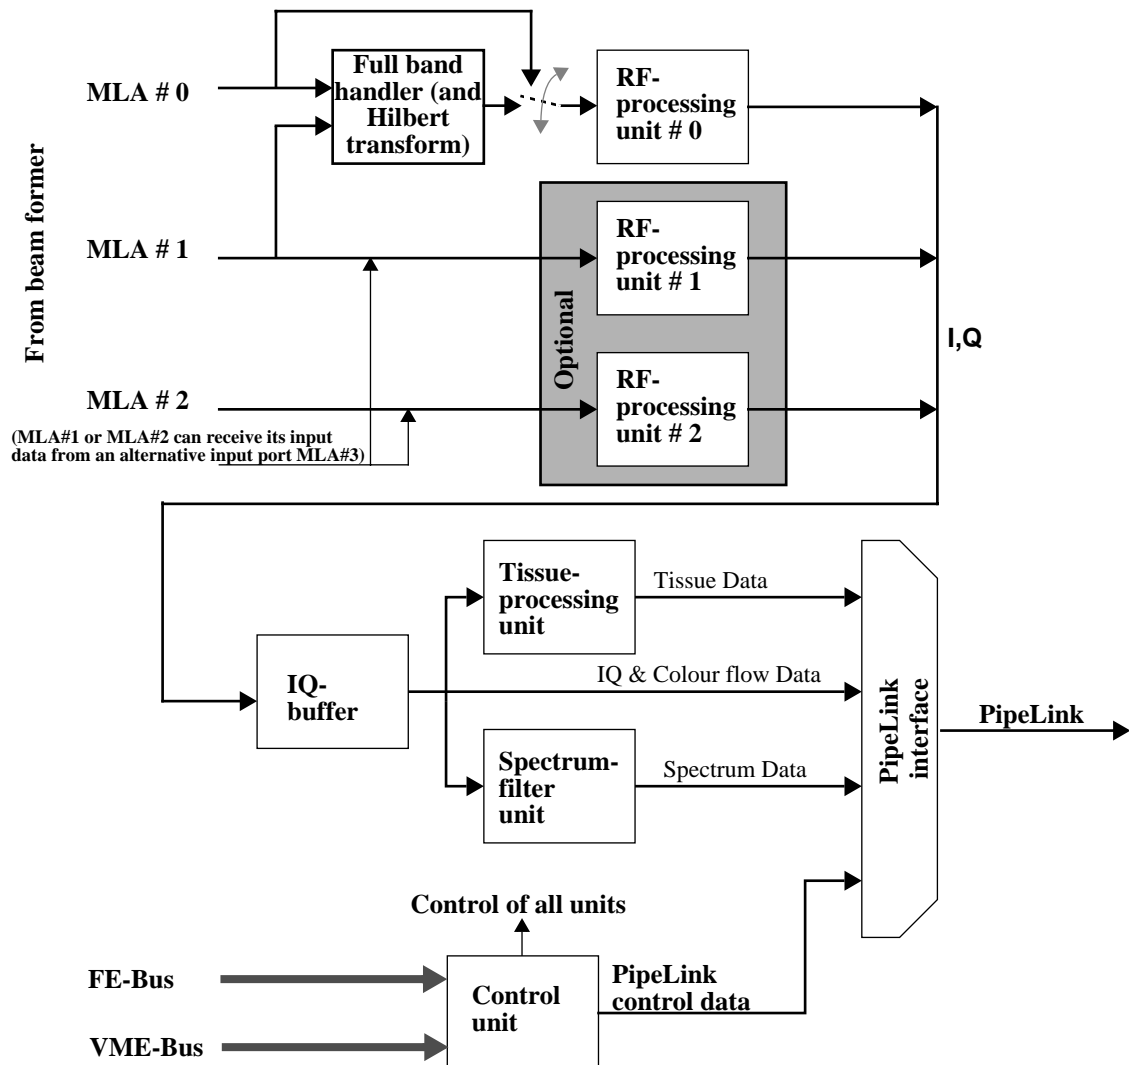 Full band
handler (and
Hilbert
transform)
RF-
processing
unit # 0
MLA # 0
From beam former
MLA # 1
RF-
processing
unit # 1
Optional
I,Q
MLA # 2
RF-
processing
unit # 2
(MLA#1 or MLA#2 can receive its input
data from an alternative input port MLA#3)
Tissue-
processing
unit
Tissue Data
IQ-
buffer
IQ & Colour flow Data
PipeLink
interface
PipeLink
Spectrum-
filter
unit
Spectrum Data
Control of all units
FE-Bus
Control
unit
PipeLink
control data
VME-Bus